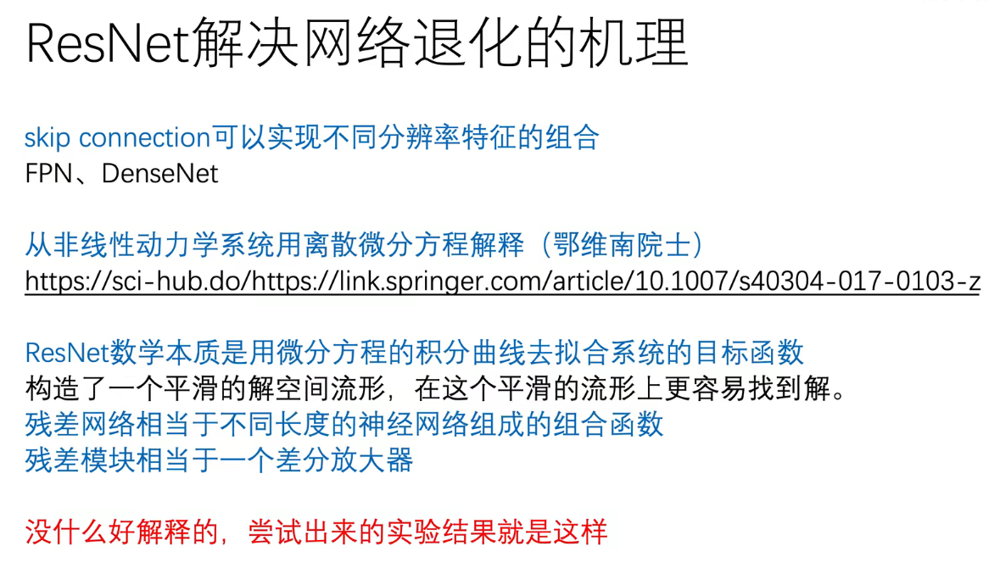 ResNet解决网络退化的机理
skip connection可以实现不同分辨率特征的组合
FPN、DenseNet
从非线性动力学系统用离散微分方程解释（鄂维南院士）
https://sci-hub.do/https://link.springer.com/article/10.1007/s40304-017-0103-z
ResNet数学本质是用微分方程的积分曲线去拟合系统的目标函数
构造了一个平滑的解空间流形，在这个平滑的流形上更容易找到解。
残差网络相当于不同长度的神经网络组成的组合函数
残差模块相当于一个差分放大器
没什么好解释的，尝试出来的实验结果就是这样